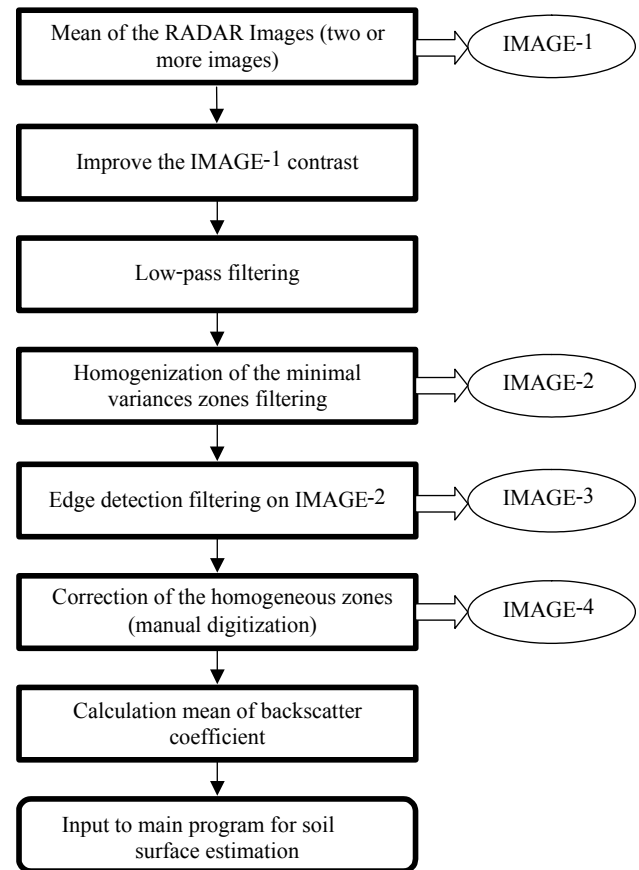 Mean of the RADAR Images (two or
more images)
IMAGE-1
Improve the IMAGE-1 contrast
Low-pass filtering
Homogenization of the minimal
variances zones filtering
IMAGE-2
Edge detection filtering on IMAGE-2
IMAGE-3
Correction of the homogeneous zones
(manual digitization)
IMAGE-4
Calculation mean of backscatter
coefficient
Input to main program for soil
surface estimation